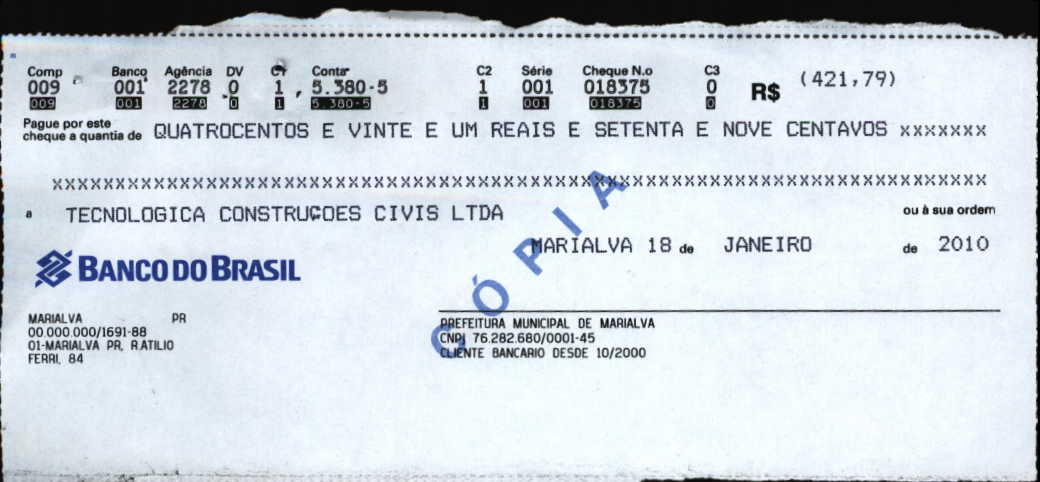 Comp Banco Agência DV C1 Conta C2 Série Cheque N.o C3
009 001 2278 0 1 5.380-5 1 001 018375 0 R$ (421,79)
009 001 2278 0 1 5.380-5 1 001 018375 0
Pague por este
cheque a quantia de QUATROCENTOS E VINTE E UM REAIS E SETENTA E NOVE CENTAVOS XXXXXXX
XXXXXXXXXXXXXXXXXXXXXXXXXXXXXXXXXXXXXXXXXXXXXXXXXXXXXXXXXXXXXXXXXXXXXXXX
a TECNOLOGICA CONSTRUÇOES CIVIS LTDA ou à sua ordem
MARIALVA 18 de JANEIRO de 2010
BANCO DO BRASIL
CÓPIA
MARIALVA PR
00.000.000/1691-88
01-MARIALVA PR, R.ATILIO
FERRI, 84
PREFEITURA MUNICIPAL DE MARIALVA
CNPJ 76.282.680/0001-45
CLIENTE BANCARIO DESDE 10/2000